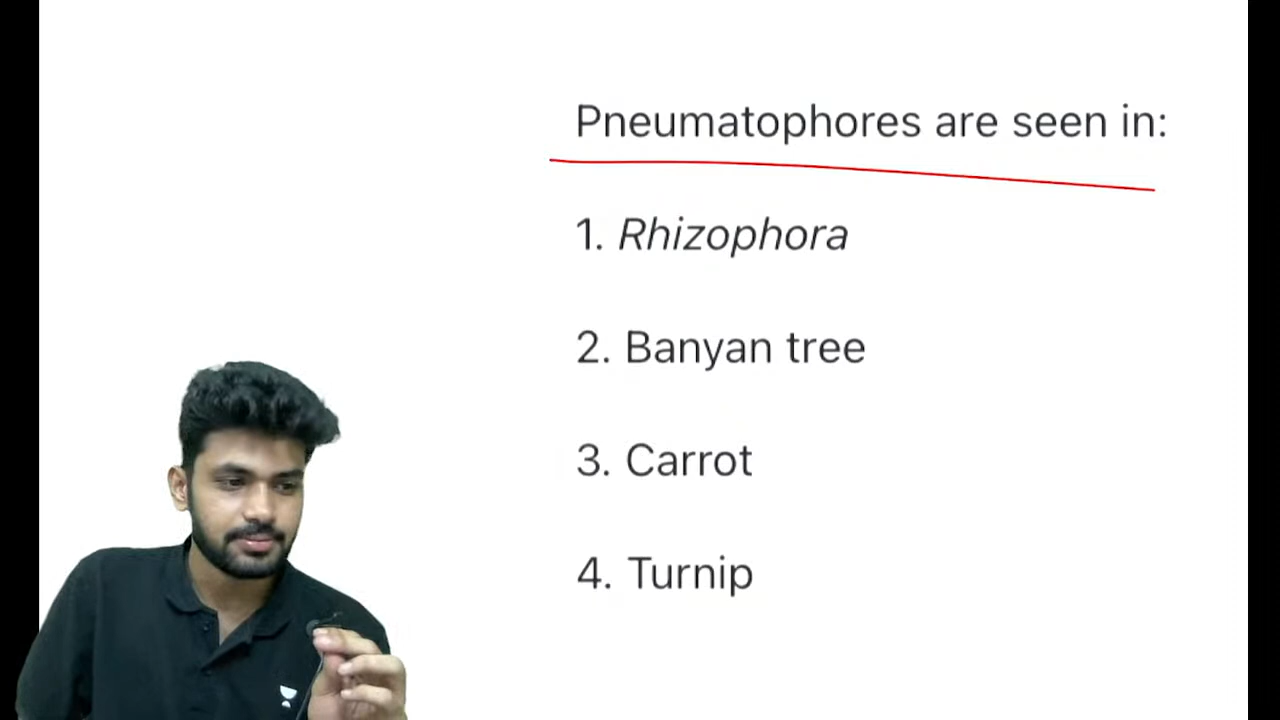 Pneumatophores are seen in:
1. Rhizophora
2. Banyan tree
3. Carrot
4. Turnip